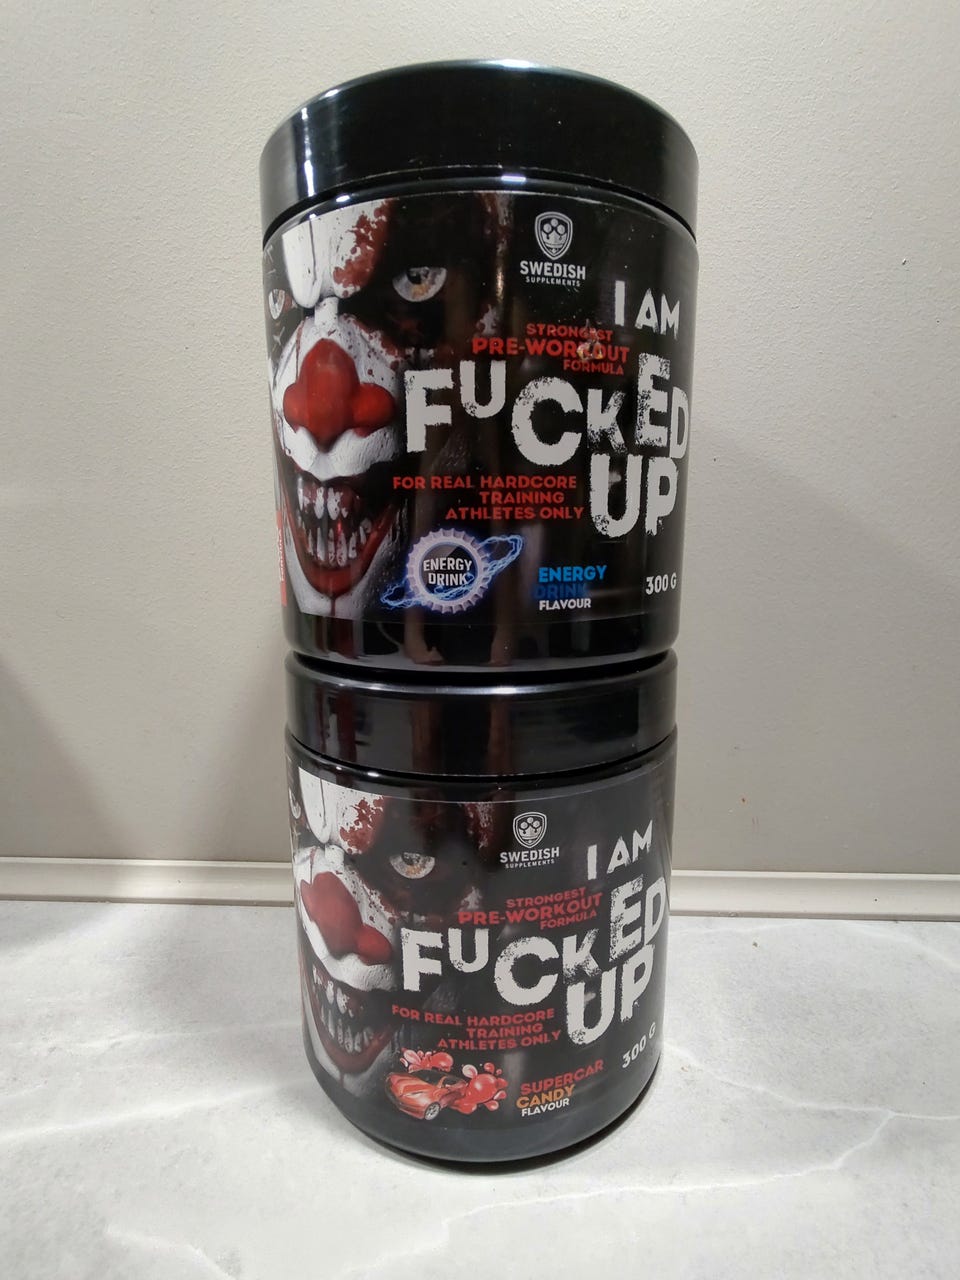 SWEDISH
SUPPLEMENTS
I AM
STRONGEST
PRE-WORKOUT
FORMULA
FUCKED
UP
FOR REAL HARDCORE
TRAINING
ATHLETES ONLY
ENERGY
DRINK
ENERGY
DRINK
FLAVOUR
300 G
SWEDISH
SUPPLEMENTS
I AM
STRONGEST
PRE-WORKOUT
FORMULA
FUCKED
UP
FOR REAL HARDCORE
TRAINING
ATHLETES ONLY
SUPERCAR
CANDY
FLAVOUR
300 G